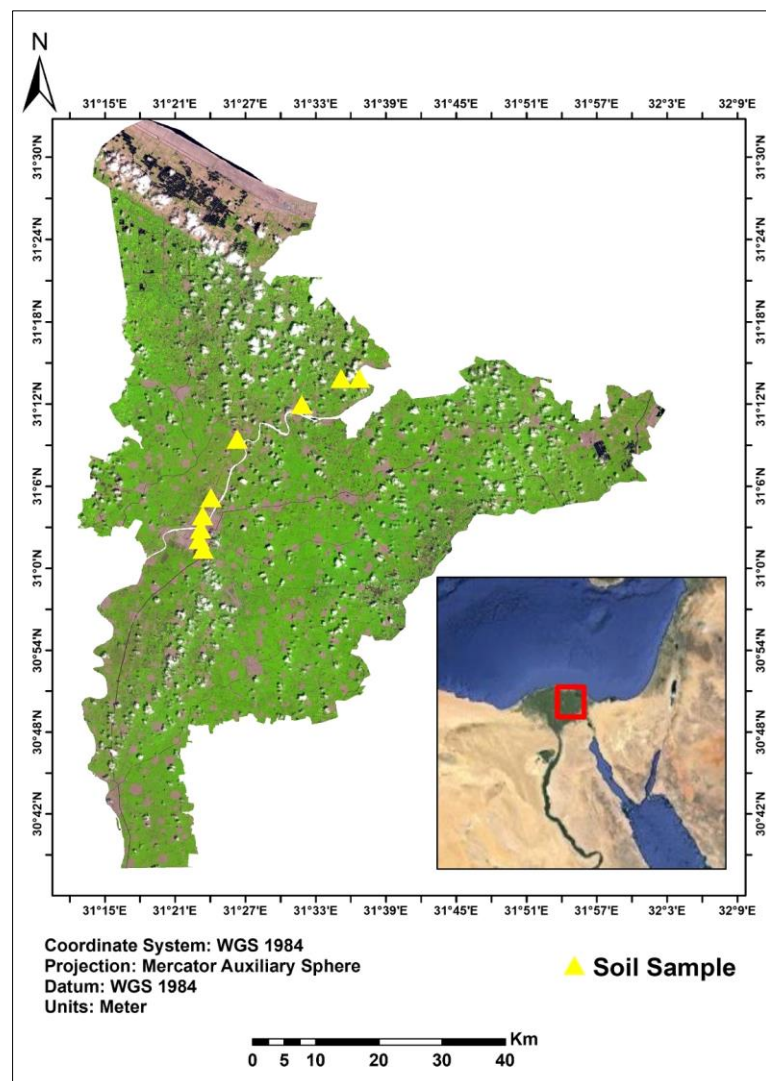 N
31°15'E 31°21'E 31°27'E 31°33'E 31°39'E 31°45'E 31°51'E 31°57'E 32°3'E 32°9'E
31°30'N
31°24'N
31°18'N
31°12'N
31°6'N
31°0'N
30°54'N
30°48'N
30°42'N
31°30'N
31°24'N
31°18'N
31°12'N
31°6'N
31°0'N
30°54'N
30°48'N
30°42'N
31°15'E 31°21'E 31°27'E 31°33'E 31°39'E 31°45'E 31°51'E 31°57'E 32°3'E 32°9'E
Coordinate System: WGS 1984
Projection: Mercator Auxiliary Sphere
Datum: WGS 1984
Units: Meter
Soil Sample
Km
0 5 10 20 30 40